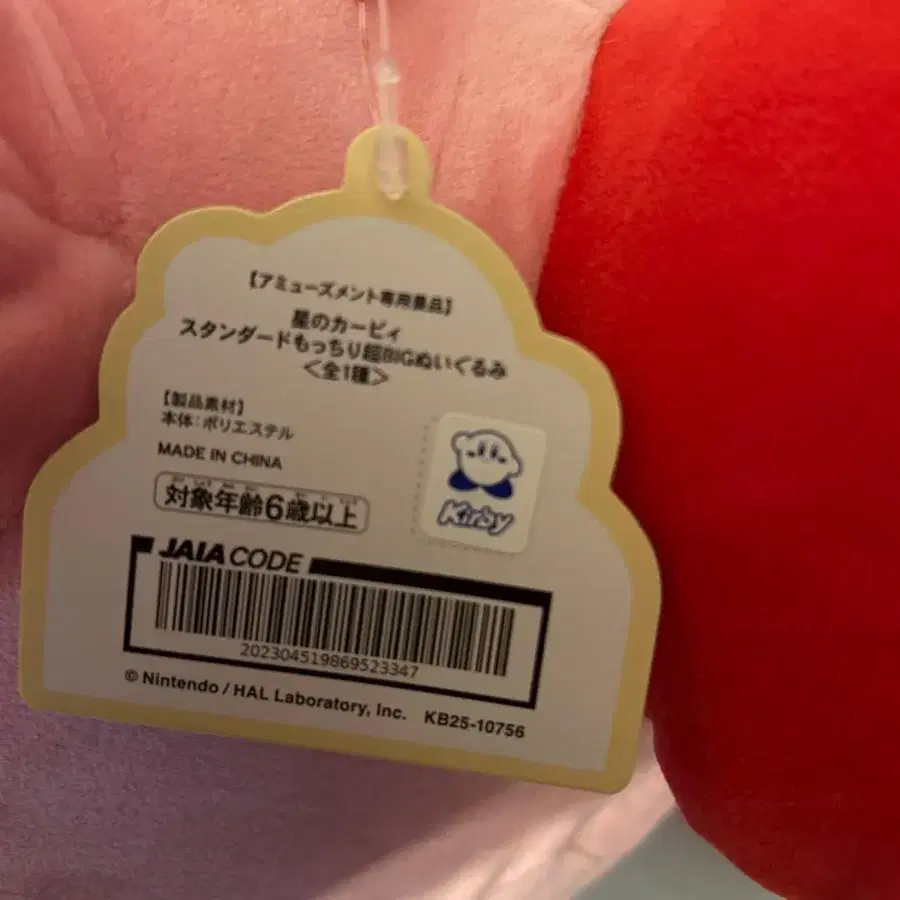 【アミューズメント専用景品】
星のカービィ
スタンダードもっちり超BIGぬいぐるみ
<全1種>
【製品素材】
本体:ポリエステル
MADE IN CHINA
対象年齢6歳以上
Kirby
JAIA CODE
202304519869523347
© Nintendo / HAL Laboratory, Inc. KB25-10756